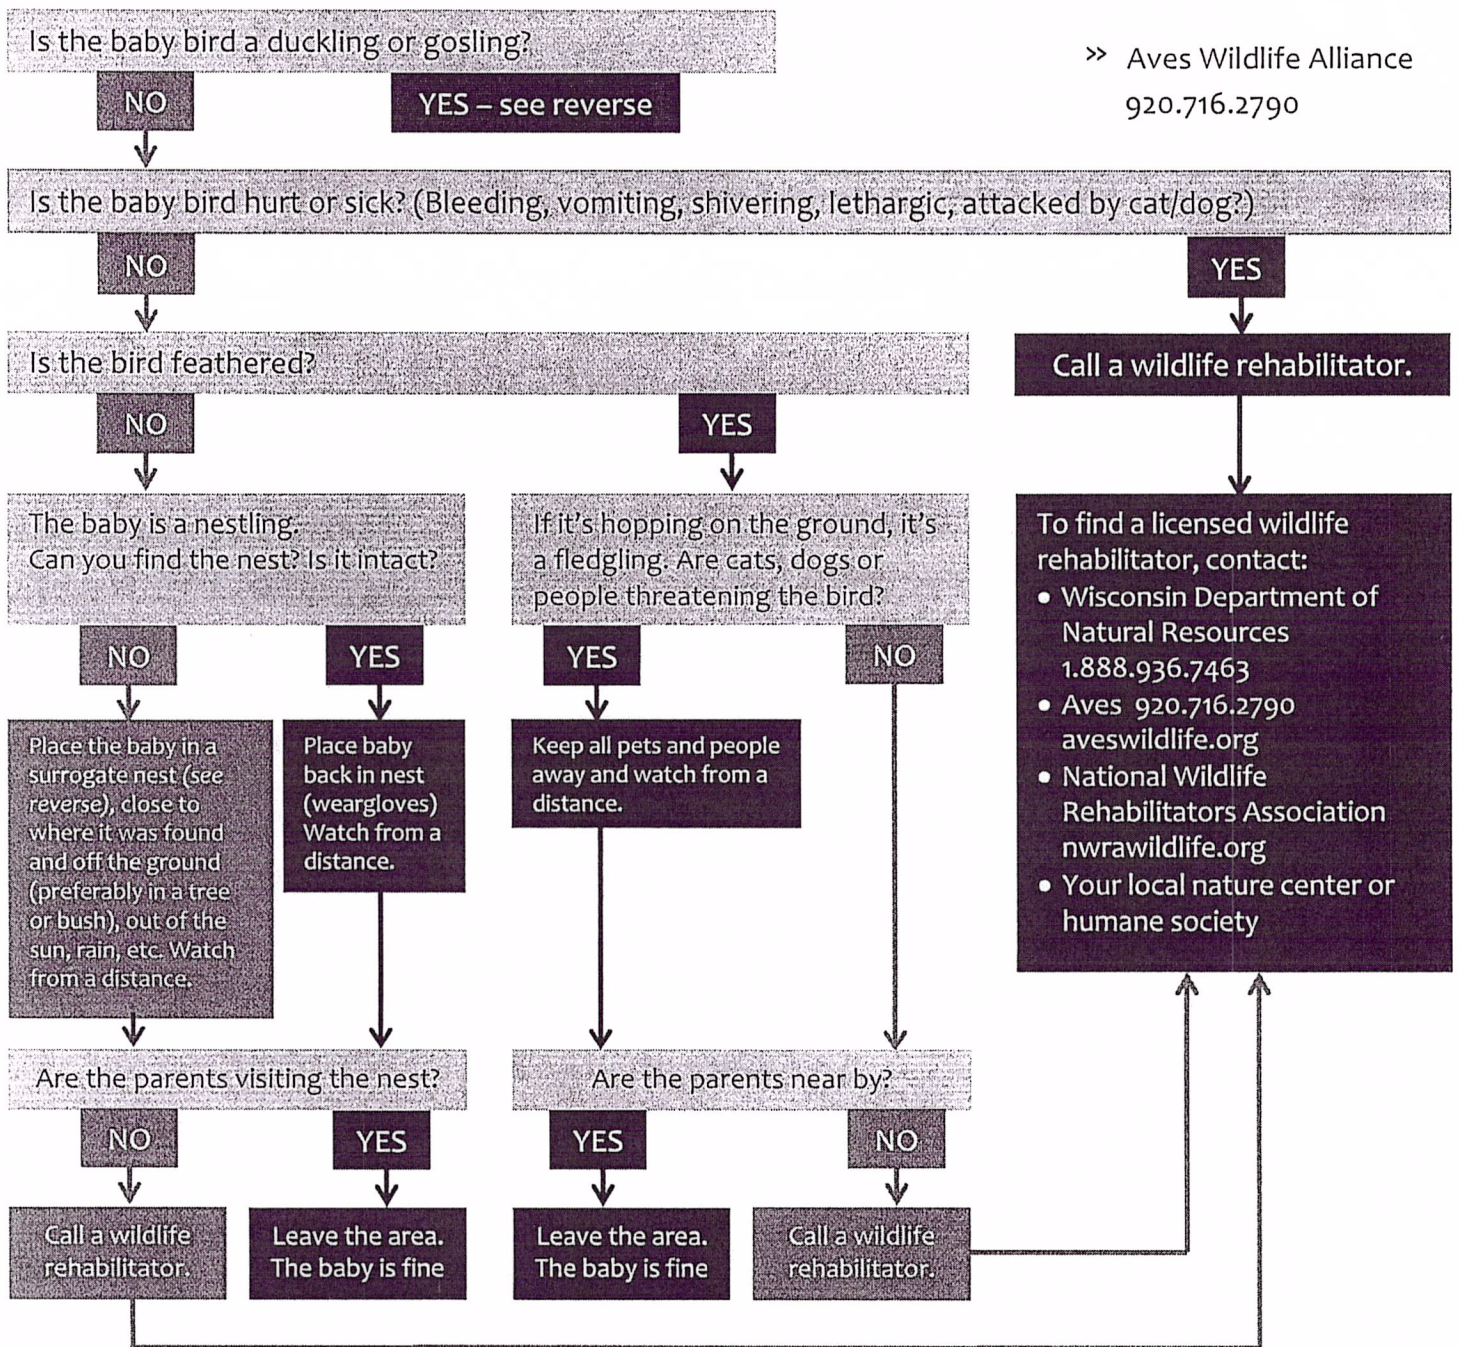 Is the baby bird a duckling or gosling?
» Aves Wildlife Alliance
920.716.2790
NO
YES – see reverse
Is the baby bird hurt or sick? (Bleeding, vomiting, shivering, lethargic, attacked by cat/dog?)
NO
YES
Is the bird feathered?
Call a wildlife rehabilitator.
NO
YES
The baby is a nestling.
Can you find the nest? Is it intact?
NO
YES
If it's hopping on the ground, it's
a fledgling. Are cats, dogs or
people threatening the bird?
YES
NO
To find a licensed wildlife
rehabilitator, contact:
• Wisconsin Department of
Natural Resources
1.888.936.7463
• Aves 920.716.2790
aveswildlife.org
• National Wildlife
Rehabilitators Association
nwrawildlife.org
• Your local nature center or
humane society
Place the baby in a
surrogate nest (see
reverse), close to
where it was found
and off the ground
(preferably in a tree
or bush), out of the
sun, rain, etc. Watch
from a distance.
Place baby
back in nest
(weargloves)
Watch from a
distance.
Keep all pets and people
away and watch from a
distance.
Are the parents visiting the nest?
NO
YES
Are the parents near by?
YES
NO
Call a wildlife
rehabilitator.
Leave the area.
The baby is fine
Leave the area.
The baby is fine
Call a wildlife
rehabilitator.